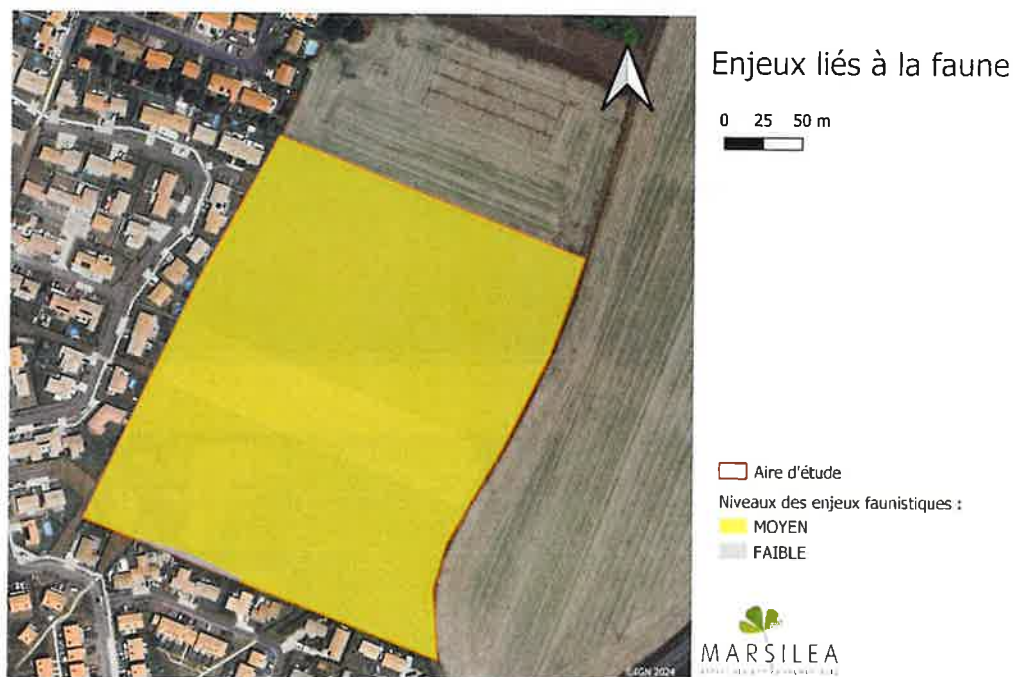 Enjeux liés à la faune
0 25 50 m
Aire d'étude
Niveaux des enjeux faunistiques :
MOYEN
FAIBLE
MARSILEA
IGN 2024